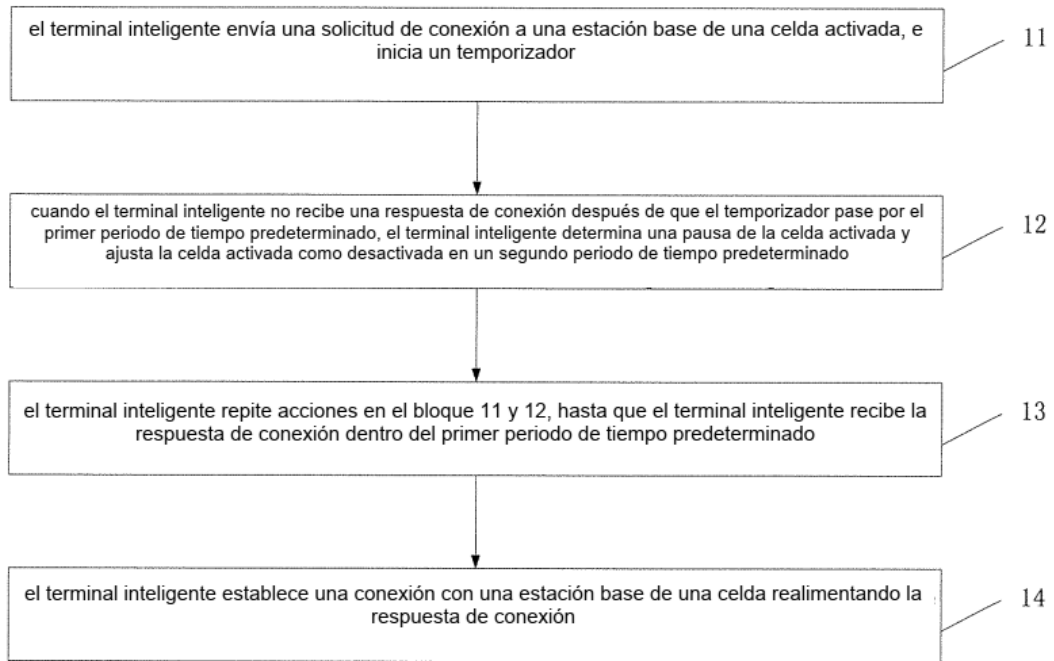 el terminal inteligente envía una solicitud de conexión a una estación base de una celda activada, e
inicia un temporizador
11
cuando el terminal inteligente no recibe una respuesta de conexión después de que el temporizador pase por el
primer periodo de tiempo predeterminado, el terminal inteligente determina una pausa de la celda activada y
ajusta la celda activada como desactivada en un segundo periodo de tiempo predeterminado
12
el terminal inteligente repite acciones en el bloque 11 y 12, hasta que el terminal inteligente recibe la
respuesta de conexión dentro del primer periodo de tiempo predeterminado
13
el terminal inteligente establece una conexión con una estación base de una celda realimentando la
respuesta de conexión
14